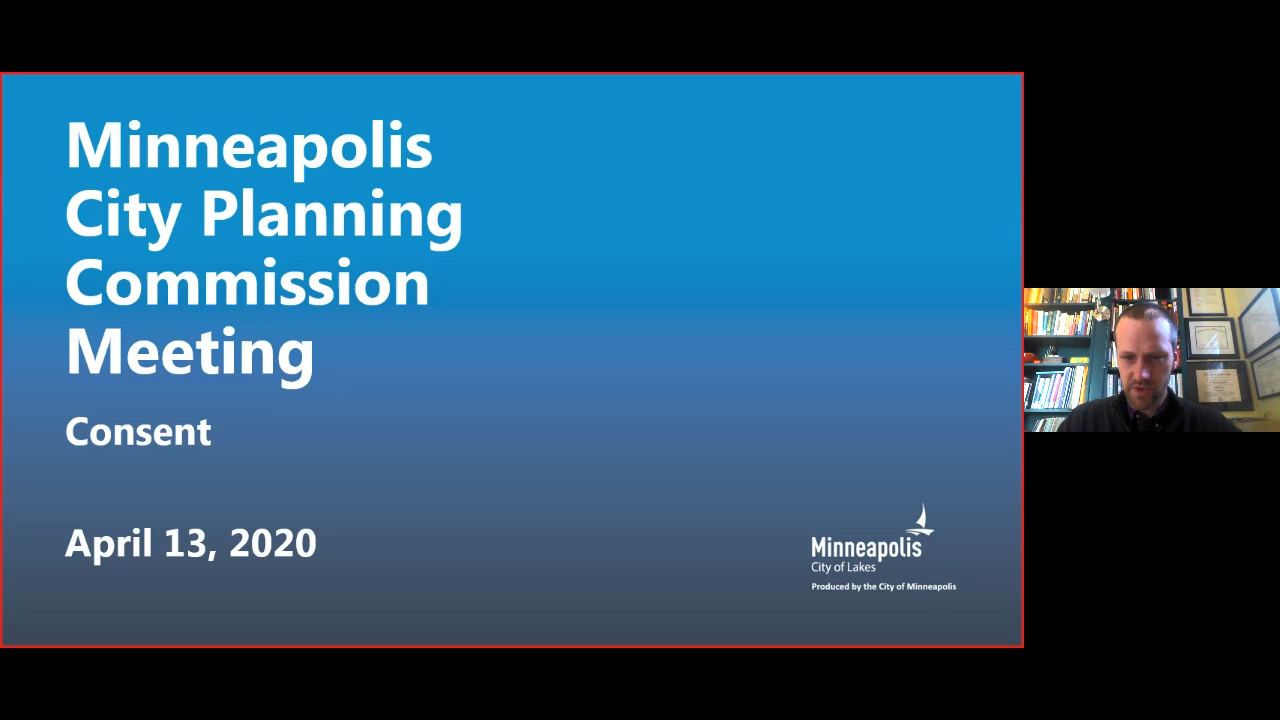 Minneapolis
City Planning
Commission
Meeting
Consent
April 13, 2020
Minneapolis
City of Lakes
Produced by the City of Minneapolis